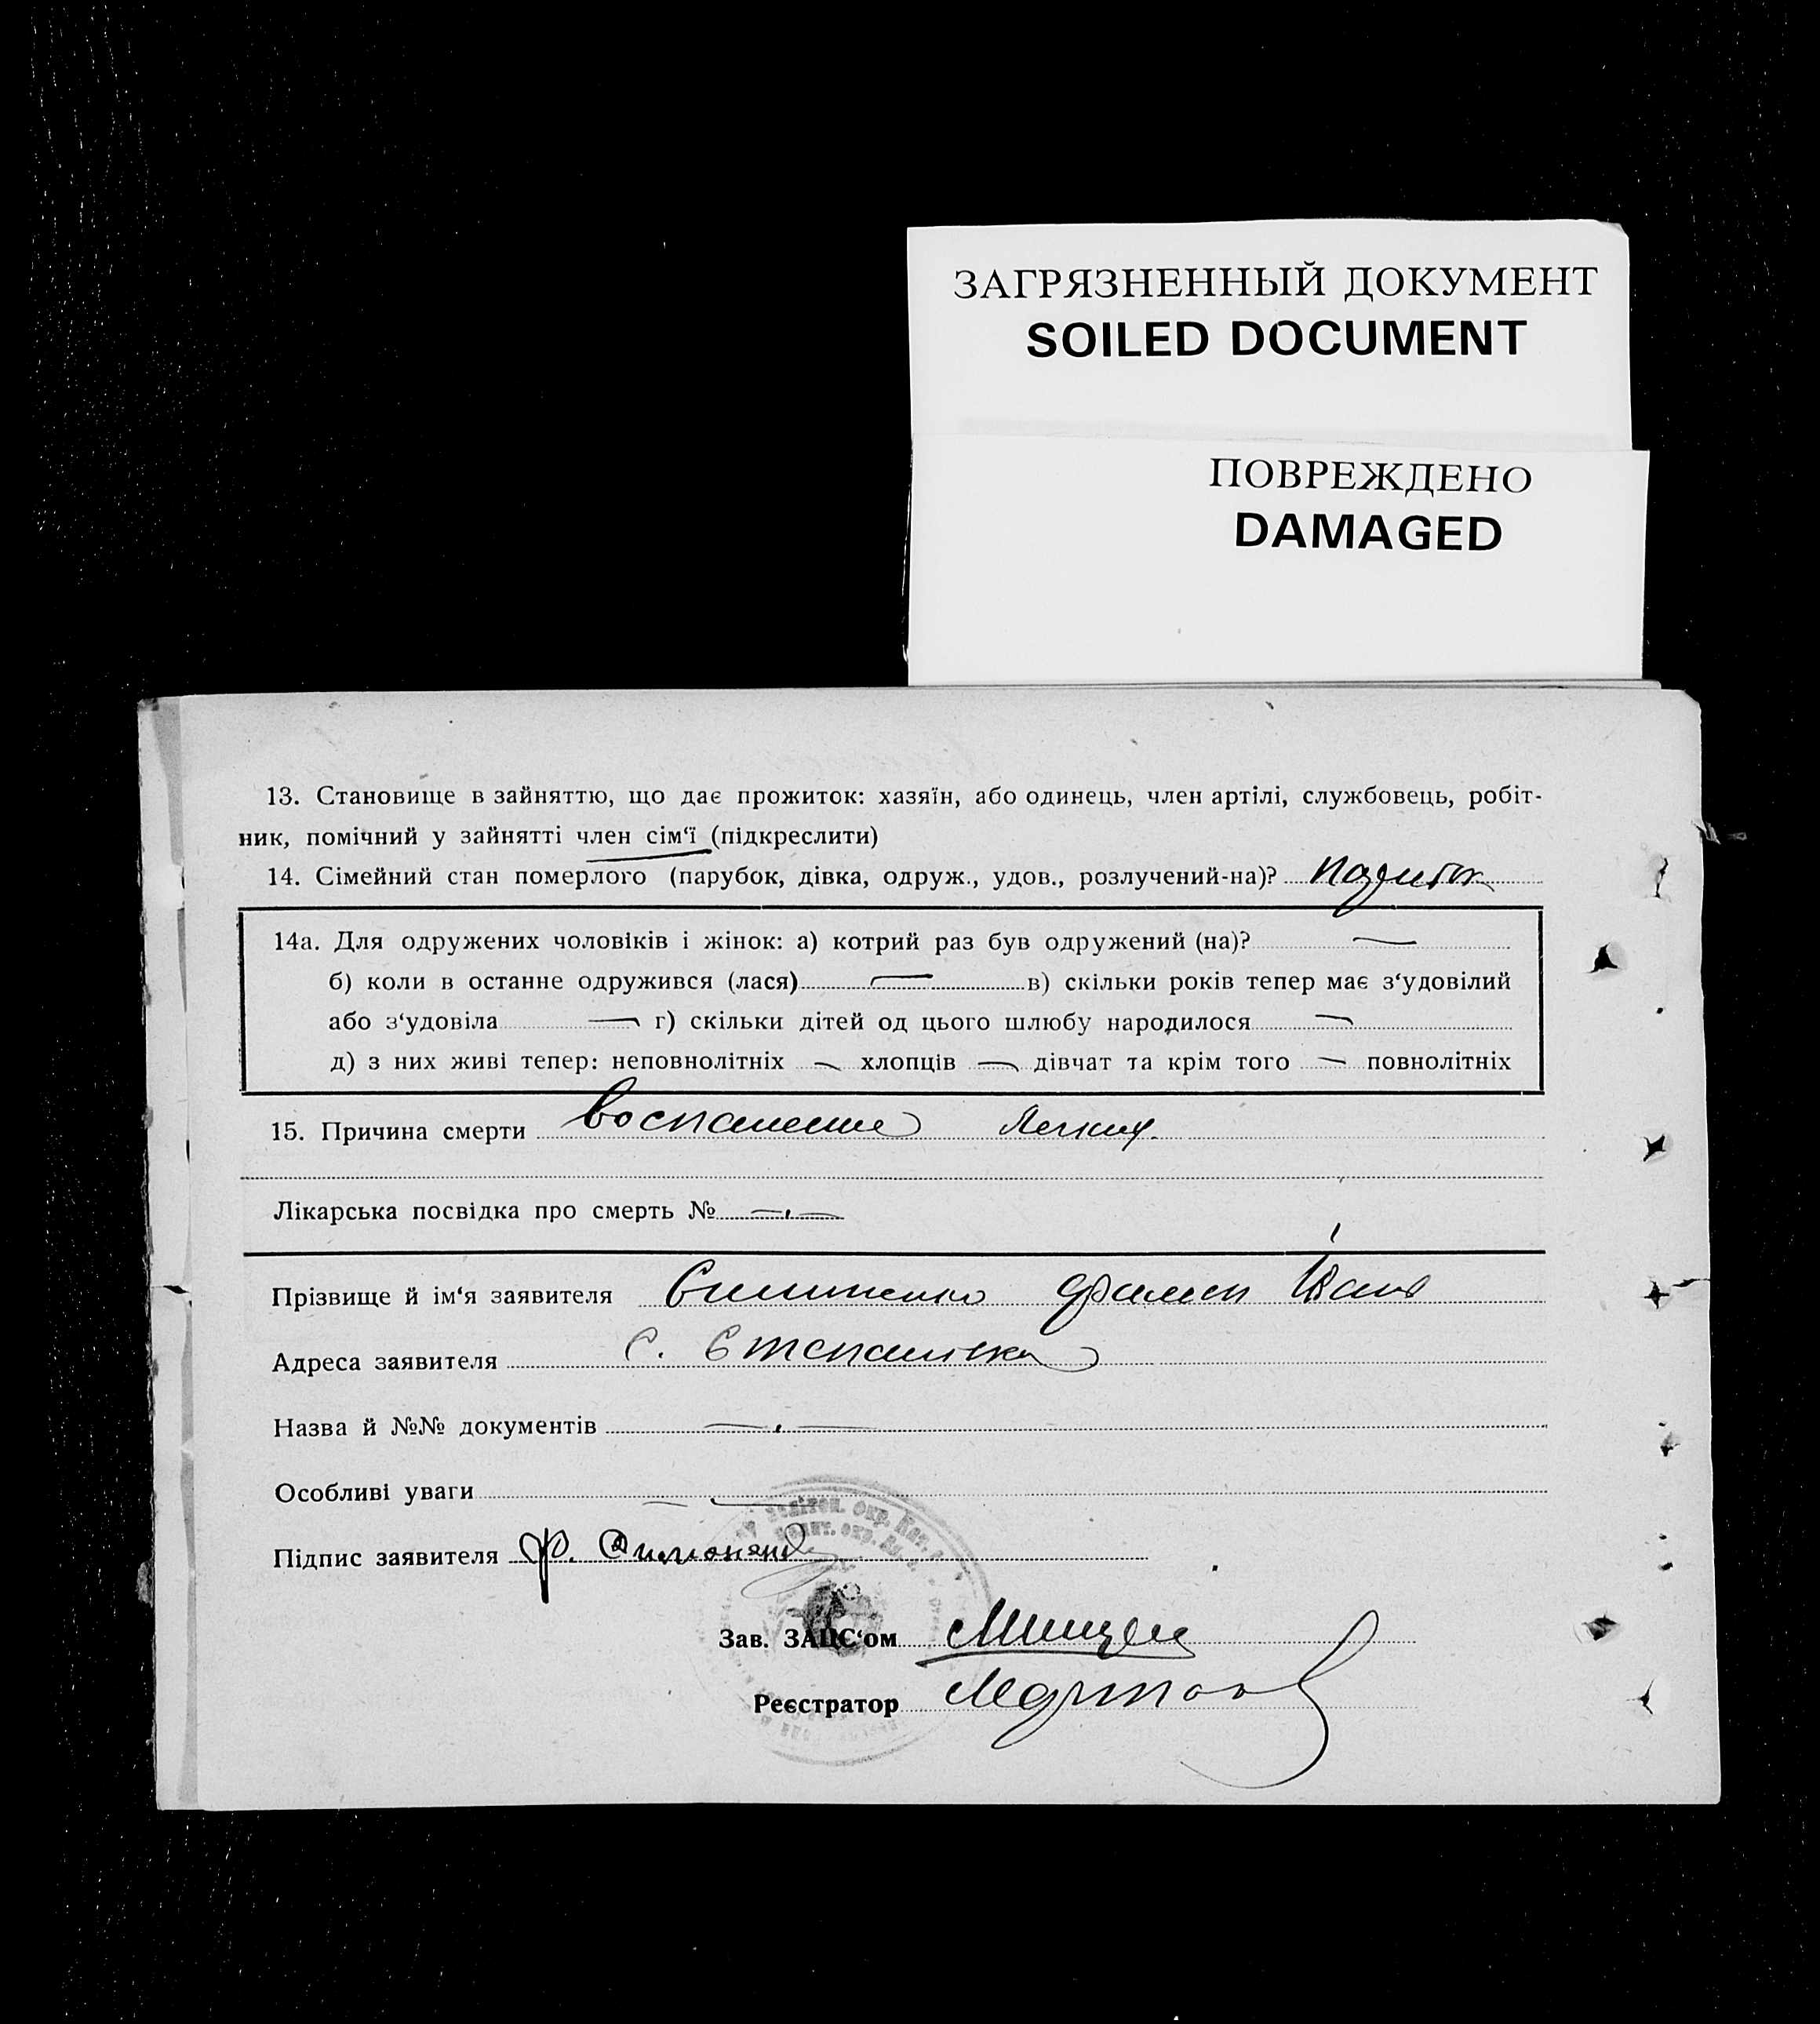 ЗАГРЯЗНЕННЫЙ ДОКУМЕНТ
SOILED DOCUMENT
ПОВРЕЖДЕНО
DAMAGED
13. Становище в зайняттю, що дає прожиток: хазяїн, або одинець, член артілі, службовець, робіт-
ник, помічний у зайнятті член сім‘ї (підкреслити)
14. Сімейний стан померлого (парубок, дівка, одруж., удов., розлучений-на)?
14а. Для одружених чоловіків і жінок: а) котрий раз був одружений (на)? —
б) коли в останне одружився (лася) — в) скільки років тепер має з‘удовілий
або з‘удовіла — г) скільки дітей од цього шлюбу народилося —
д) з них живі тепер: неповнолітніх — хлопців — дівчат та крім того — повнолітніх
15. Причина смерти воспаление легких.
Лікарська посвідка про смерть № —„—
Прізвище й ім‘я заявителя
Адреса заявителя с. Степанівка
Назва й №№ документів —„—
Особливі уваги —
Підпис заявителя Ф.
Зав. ЗАЦС‘ом
Реєстратор